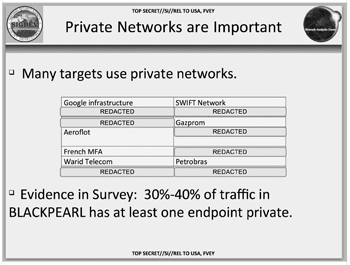 TOP SECRET//SI//REL TO USA, FVEY
SIGDEV
Private Networks are Important
Many targets use private networks.
Google infrastructure SWIFT Network
REDACTED REDACTED
REDACTED Gazprom
Aeroflot REDACTED
French MFA REDACTED
Warid Telecom Petrobras
REDACTED REDACTED
Evidence in Survey: 30%-40% of traffic in
BLACKPEARL has at least one endpoint private.
TOP SECRET//SI//REL TO USA, FVEY